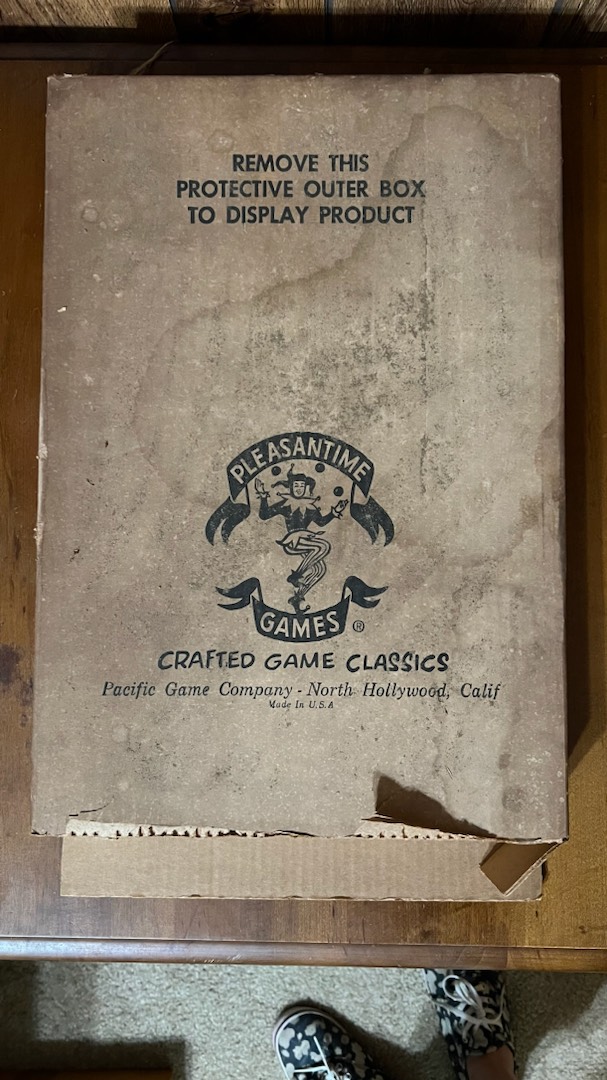 REMOVE THIS
PROTECTIVE OUTER BOX
TO DISPLAY PRODUCT
PLEASANTIME
GAMES ®
CRAFTED GAME CLASSICS
Pacific Game Company - North Hollywood, Calif
Made In U.S.A